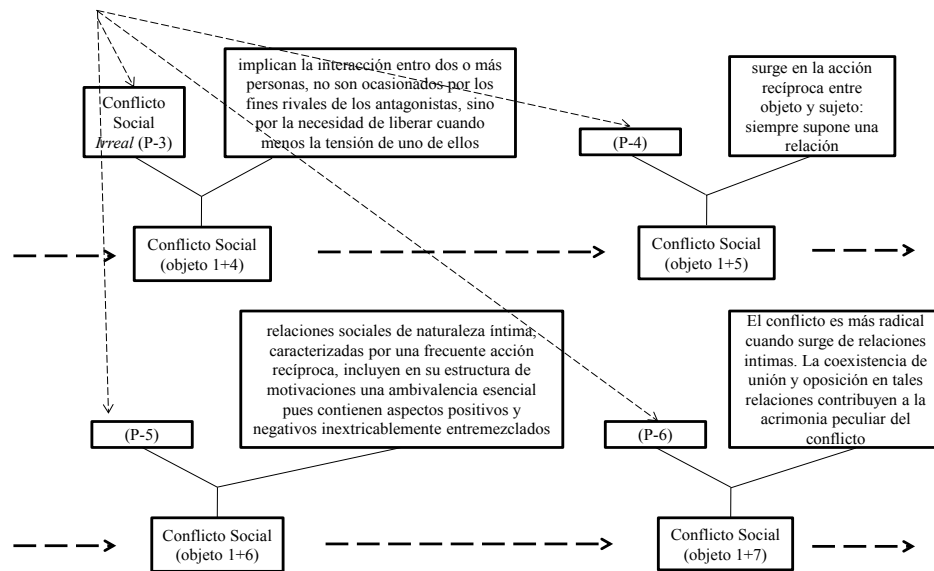 implican la interacción entre dos o más
personas, no son ocasionados por los
fines rivales de los antagonistas, sino
por la necesidad de liberar cuando
menos la tensión de uno de ellos
surge en la acción
recíproca entre
objeto y sujeto:
siempre supone una
relación
Conflicto
Social
Irreal (P-3)
(P-4)
Conflicto Social
(objeto 1+4)
Conflicto Social
(objeto 1+5)
relaciones sociales de naturaleza íntima,
caracterizadas por una frecuente acción
recíproca, incluyen en su estructura de
motivaciones una ambivalencia esencial
pues contienen aspectos positivos y
negativos inextricablemente entremezclados
El conflicto es más radical
cuando surge de relaciones
intimas. La coexistencia de
unión y oposición en tales
relaciones contribuyen a la
acrimonia peculiar del
conflicto
(P-5)
(P-6)
Conflicto Social
(objeto 1+6)
Conflicto Social
(objeto 1+7)